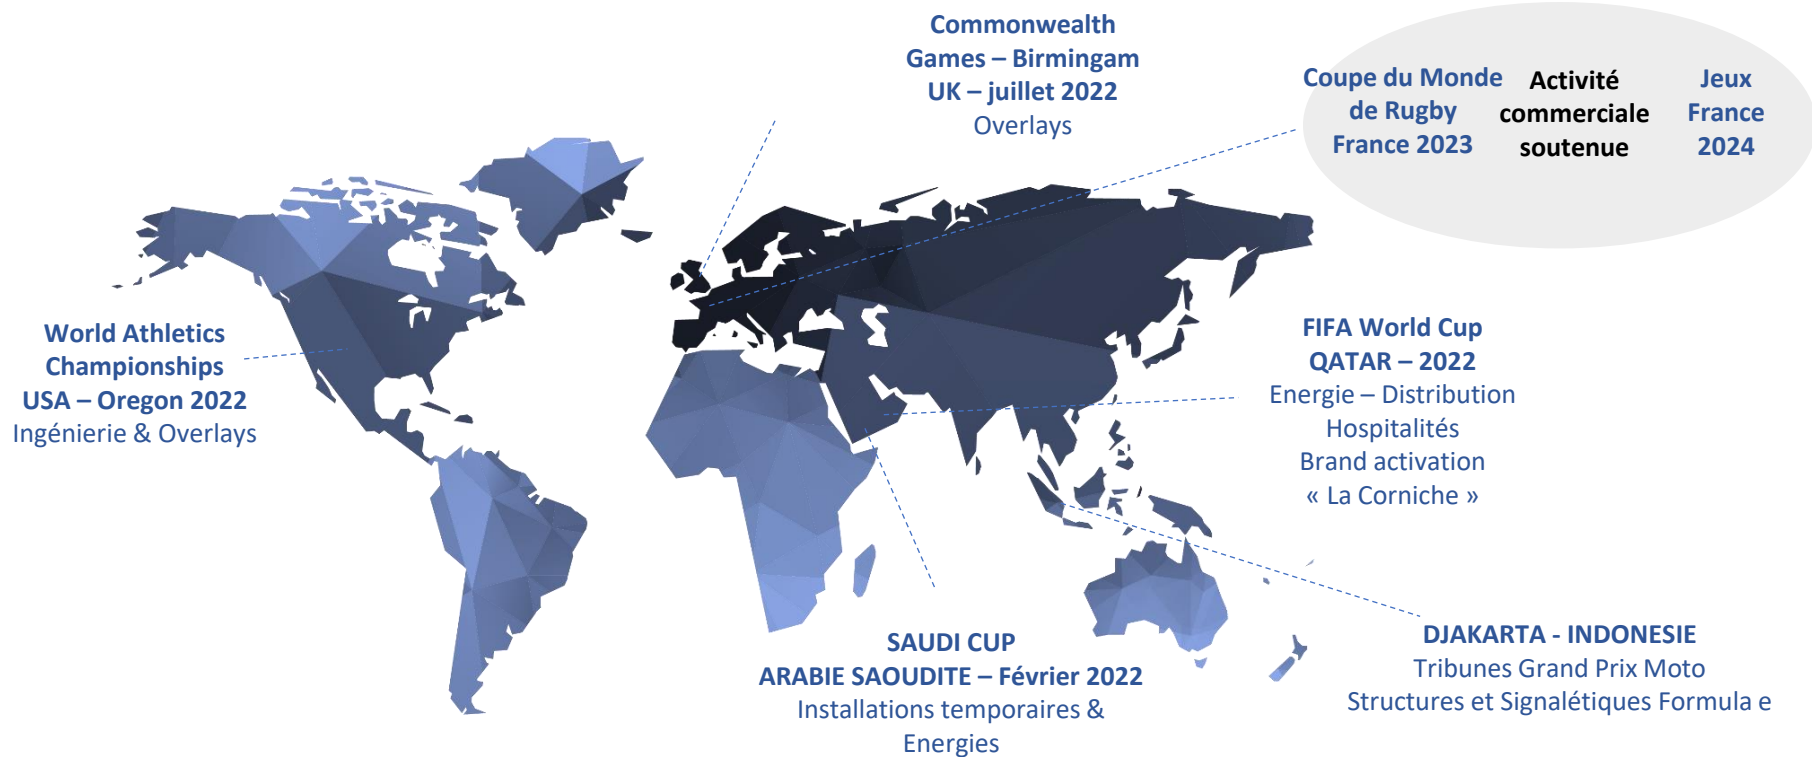 Commonwealth
Games – Birmingam
UK – juillet 2022
Overlays
Coupe du Monde
de Rugby
France 2023
Activité
commerciale
soutenue
Jeux
France
2024
World Athletics
Championships
USA – Oregon 2022
Ingénierie & Overlays
FIFA World Cup
QATAR – 2022
Energie – Distribution
Hospitalités
Brand activation
« La Corniche »
SAUDI CUP
ARABIE SAOUDITE – Février 2022
Installations temporaires &
Energies
DJAKARTA - INDONESIE
Tribunes Grand Prix Moto
Structures et Signalétiques Formula e